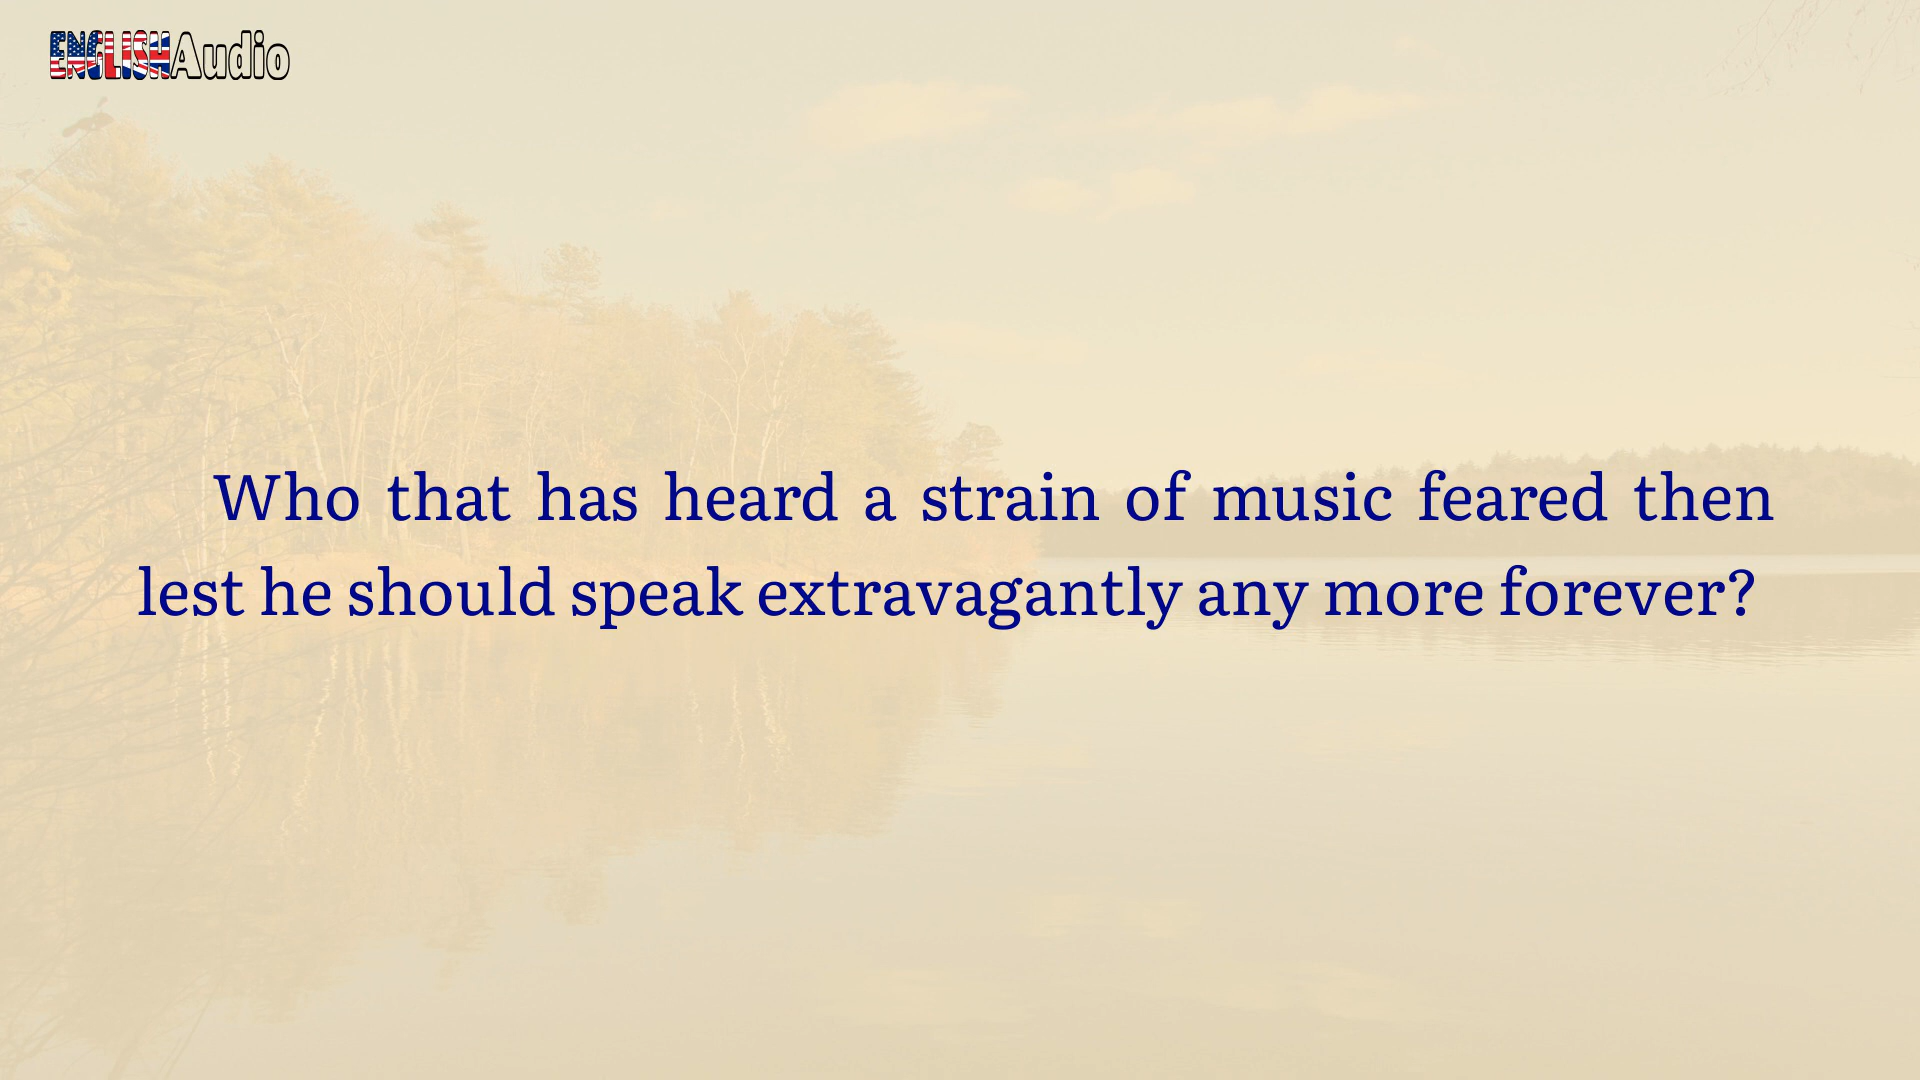 ENGLISHAudio
Who that has heard a strain of music feared then
lest he should speak extravagantly any more forever?